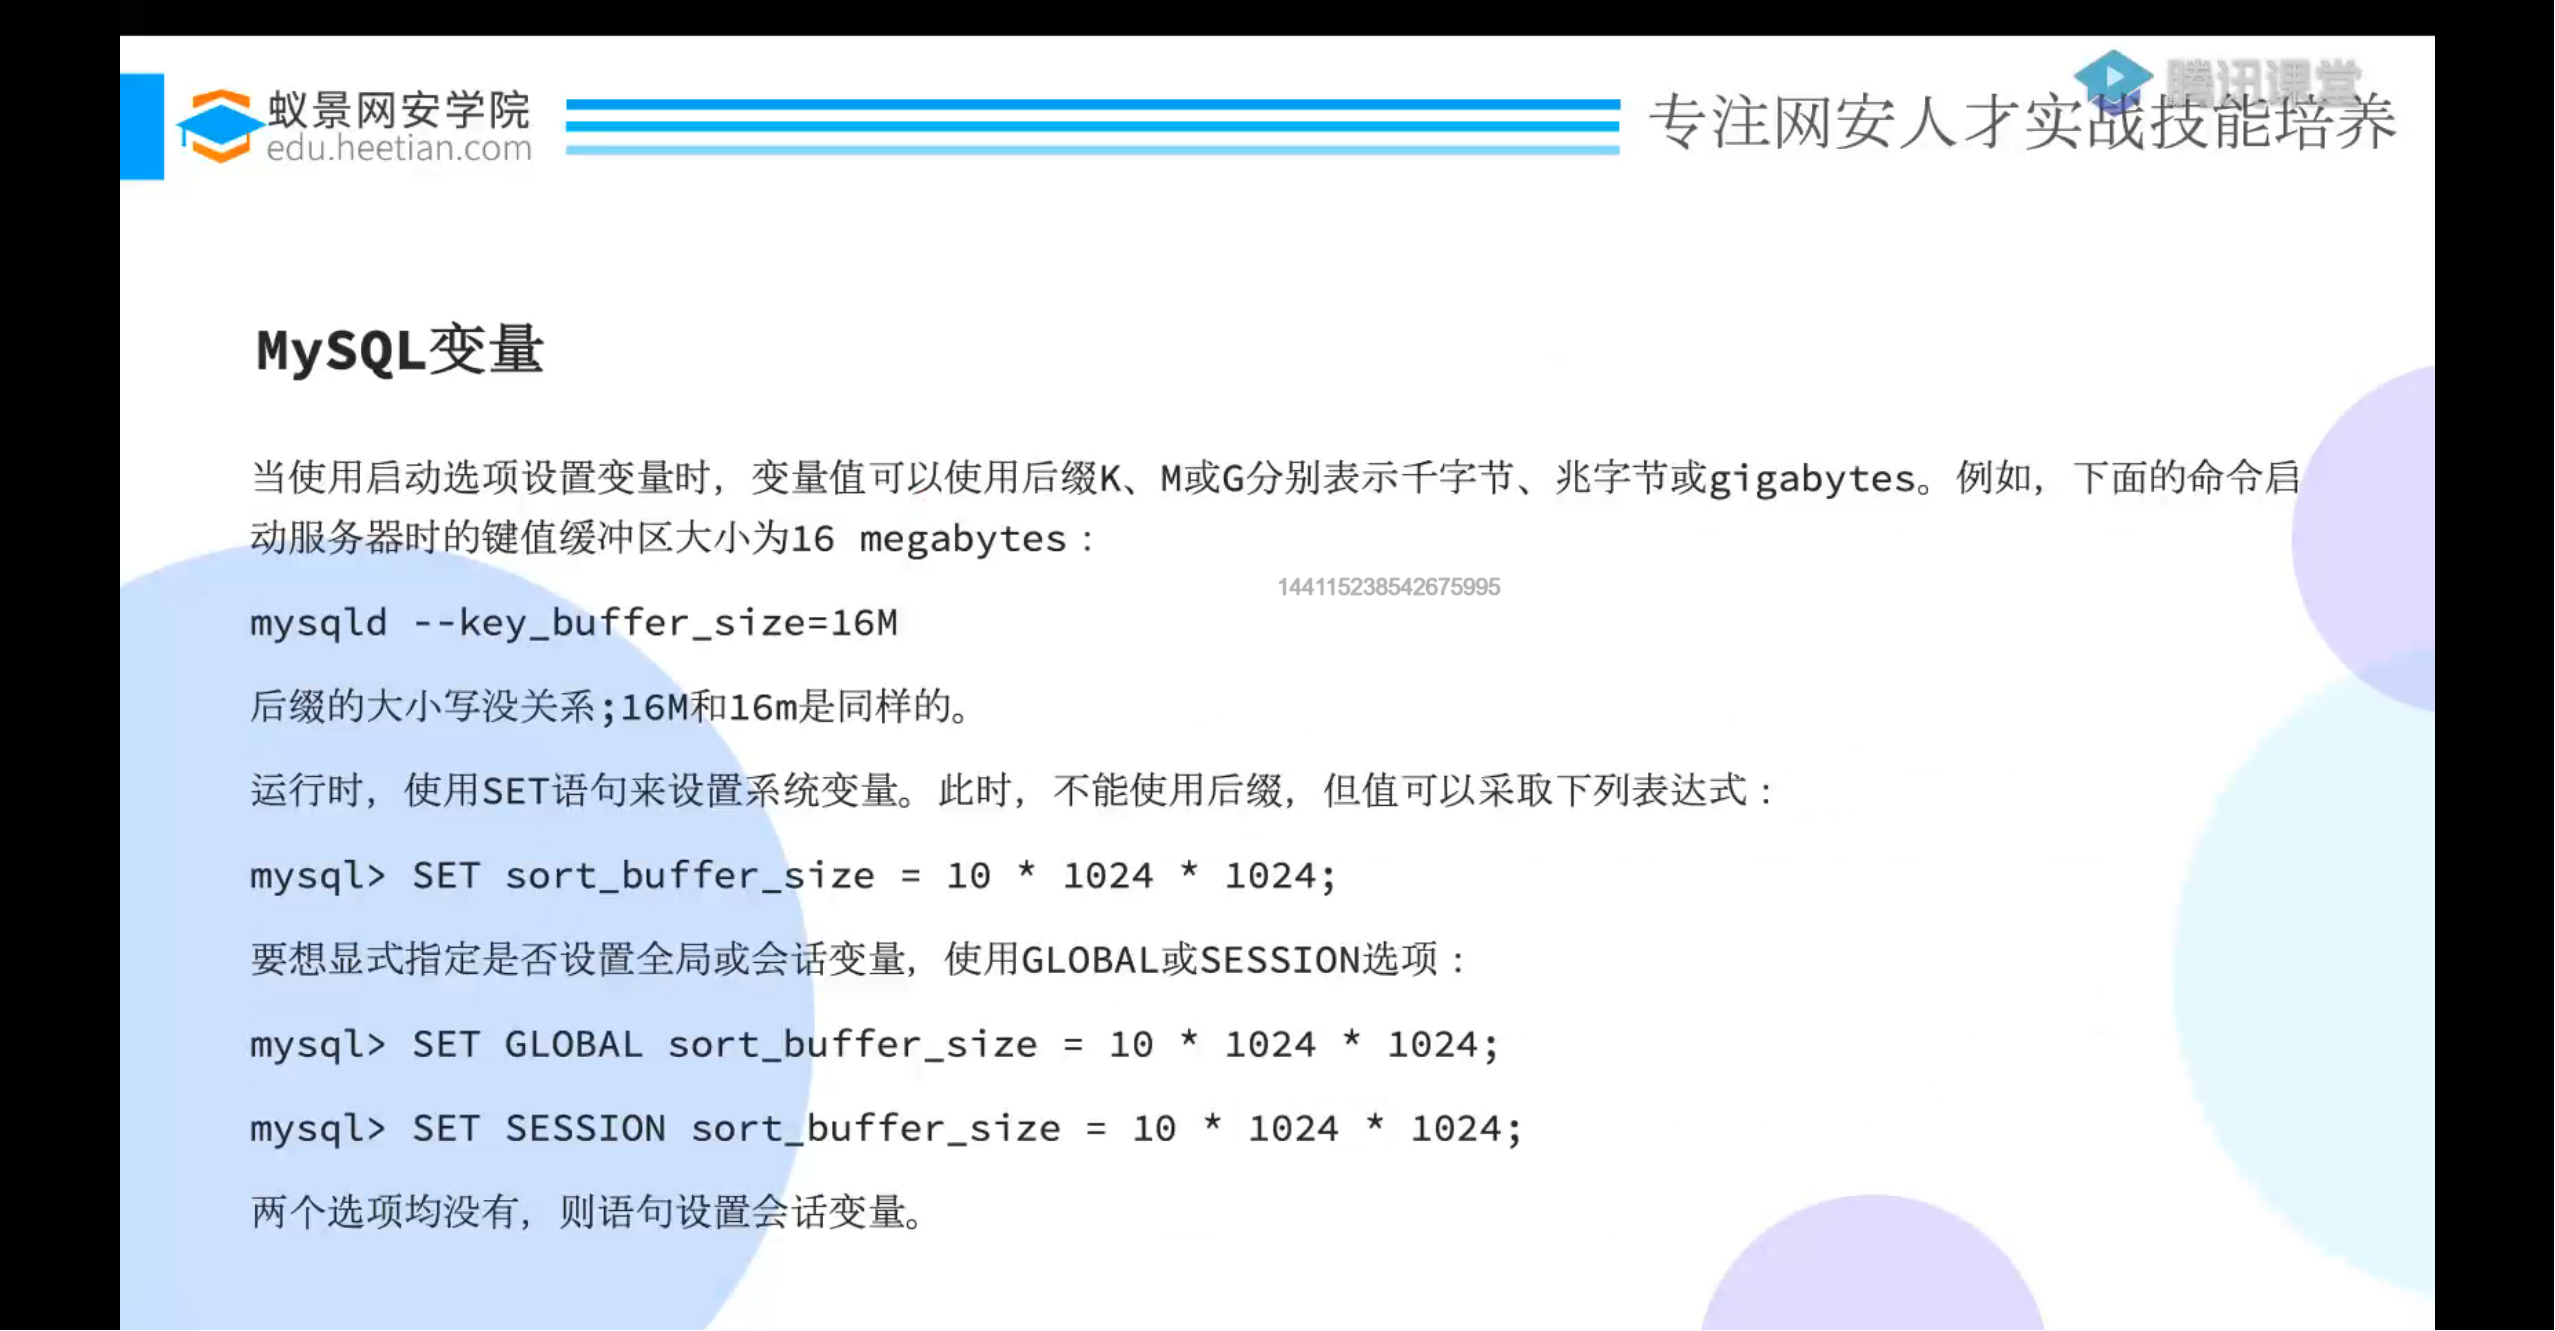 蚁景网安学院
edu.heetian.com
腾讯课堂
专注网安人才实战技能培养
MySQL变量
当使用启动选项设置变量时，变量值可以使用后缀K、M或G分别表示千字节、兆字节或gigabytes。例如，下面的命令启
动服务器时的键值缓冲区大小为16 megabytes：
144115238542675995
mysqld --key_buffer_size=16M
后缀的大小写没关系;16M和16m是同样的。
运行时，使用SET语句来设置系统变量。此时，不能使用后缀，但值可以采取下列表达式：
mysql> SET sort_buffer_size = 10 * 1024 * 1024;
要想显式指定是否设置全局或会话变量，使用GLOBAL或SESSION选项：
mysql> SET GLOBAL sort_buffer_size = 10 * 1024 * 1024;
mysql> SET SESSION sort_buffer_size = 10 * 1024 * 1024;
两个选项均没有，则语句设置会话变量。